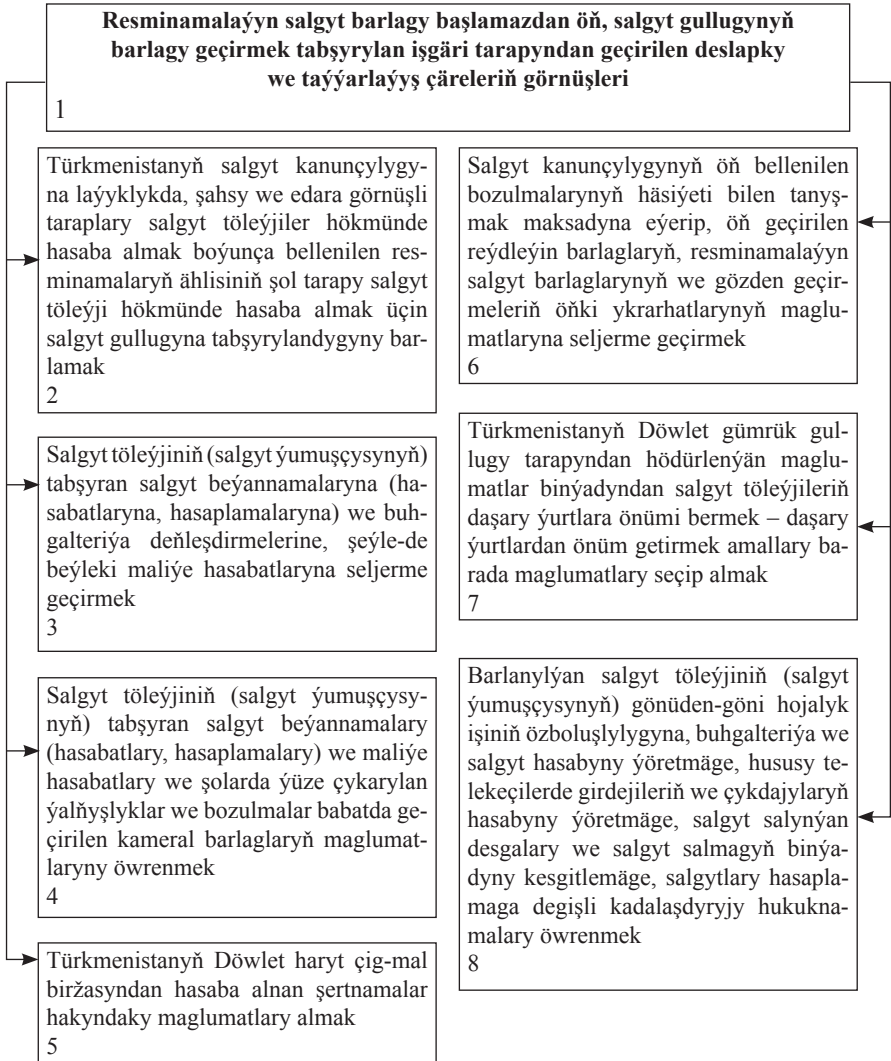 Resminamalaýyn salgyt barlagy başlamazdan öň, salgyt gullugynyň
barlagy geçirmek tabşyrylan işgäri tarapyndan geçirilen deslapky
we taýýarlaýyş çäreleriň görnüşleri
1
Türkmenistanyň salgyt kanunçylygy-
na laýyklykda, şahsy we edara görnüşli
taraplary salgyt töleýjiler hökmünde
hasaba almak boýunça bellenilen res-
minamalaryň ählisiniň şol tarapy salgyt
töleýji hökmünde hasaba almak üçin
salgyt gullugyna tabşyrylandygyny bar-
lamak
2
Salgyt töleýjiniň (salgyt ýumuşçysynyň)
tabşyran salgyt beýannamalaryna (ha-
sabatlaryna, hasaplamalaryna) we buh-
galteriýa deňleşdirmelerine, şeýle-de
beýleki maliýe hasabatlaryna seljerme
geçirmek
3
Salgyt töleýjiniň (salgyt ýumuşçysy-
nyň) tabşyran salgyt beýannamalary
(hasabatlary, hasaplamalary) we maliýe
hasabatlary we şolarda ýüze çykarylan
ýalňyşlyklar we bozulmalar babatda ge-
çirilen kameral barlaglaryň maglumat-
laryny öwrenmek
4
Türkmenistanyň Döwlet haryt çig-mal
biržasyndan hasaba alnan şertnamalar
hakyndaky maglumatlary almak
5
Salgyt kanunçylygynyň öň bellenilen
bozulmalarynyň häsiýeti bilen tanyş-
mak maksadyna eýerip, öň geçirilen
reýdleýin barlaglaryň, resminamalaýyn
salgyt barlaglarynyň we gözden geçir-
meleriň öňki ykrarhatlarynyň maglu-
matlaryna seljerme geçirmek
6
Türkmenistanyň Döwlet gümrük gul-
lugy tarapyndan hödürlenýän maglu-
matlar binýadyndan salgyt töleýjileriň
daşary ýurtlara önümi bermek – daşary
ýurtlardan önüm getirmek amallary ba-
rada maglumatlary seçip almak
7
Barlanylýan salgyt töleýjiniň (salgyt
ýumuşçysynyň) gönüden-göni hojalyk
işiniň özboluşlylygyna, buhgalteriýa we
salgyt hasabyny ýöretmäge, hususy te-
lekeçilerde girdejileriň we çykdajylaryň
hasabyny ýöretmäge, salgyt salynýan
desgalary we salgyt salmagyň binýa-
dyny kesgitlemäge, salgytlary hasapla-
maga degişli kadalaşdyryjy hukukna-
malary öwrenmek
8